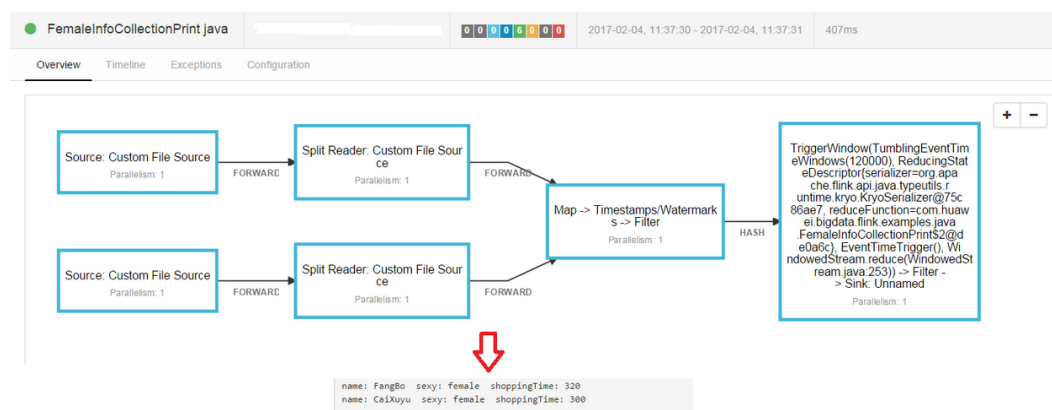 FemaleInfoCollectionPrint java
0 0 0 0 6 0 0 0
2017-02-04, 11:37:30 - 2017-02-04, 11:37:31
407ms
Overview
Timeline
Exceptions
Configuration
+ −
Source: Custom File Source
Parallelism: 1
FORWARD
Split Reader: Custom File Sour
ce
Parallelism: 1
FORWARD
Source: Custom File Source
Parallelism: 1
FORWARD
Split Reader: Custom File Sour
ce
Parallelism: 1
FORWARD
Map -> Timestamps/Watermark
s -> Filter
Parallelism: 1
HASH
TriggerWindow(TumblingEventTim
eWindows(120000), ReducingStat
eDescriptor{serializer=org.apa
che.flink.api.java.typeutils.r
untime.kryo.KryoSerializer@75c
86ae7, reduceFunction=com.huaw
ei.bigdata.flink.examples.java
.FemaleInfoCollectionPrint$2@d
e0a6c}, EventTimeTrigger(), Wi
ndowedStream.reduce(WindowedSt
ream.java:253)) -> Filter -
> Sink: Unnamed
Parallelism: 1
name: FangBo sexy: female shoppingTime: 320
name: CaiXuyu sexy: female shoppingTime: 300